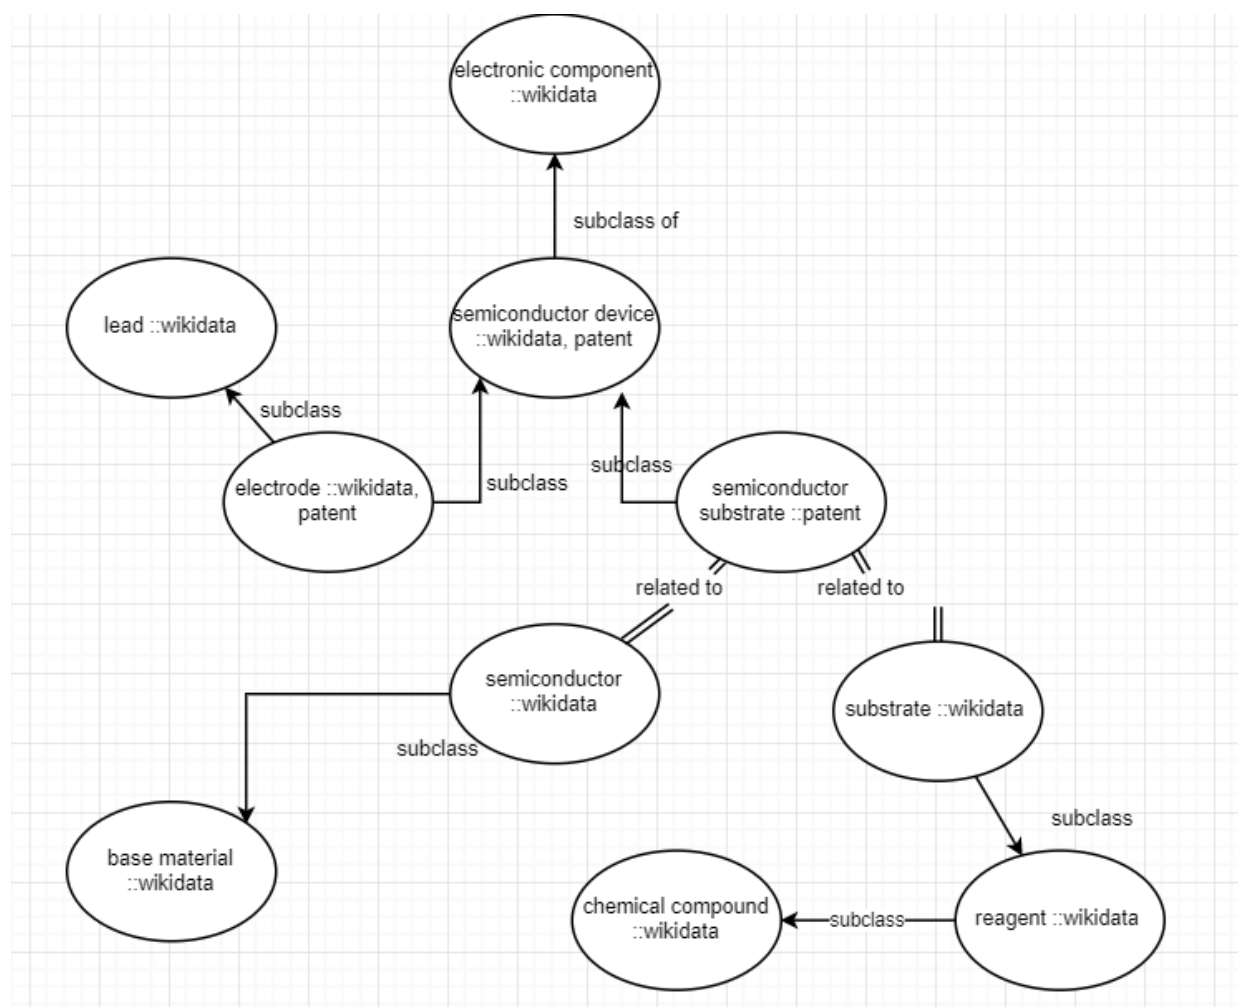 electronic component
::wikidata
subclass of
lead ::wikidata
semiconductor device
::wikidata, patent
subclass
electrode ::wikidata,
patent
subclass
subclass
semiconductor
substrate ::patent
related to
related to
semiconductor
::wikidata
substrate ::wikidata
subclass
subclass
base material
::wikidata
chemical compound
::wikidata
subclass
reagent ::wikidata